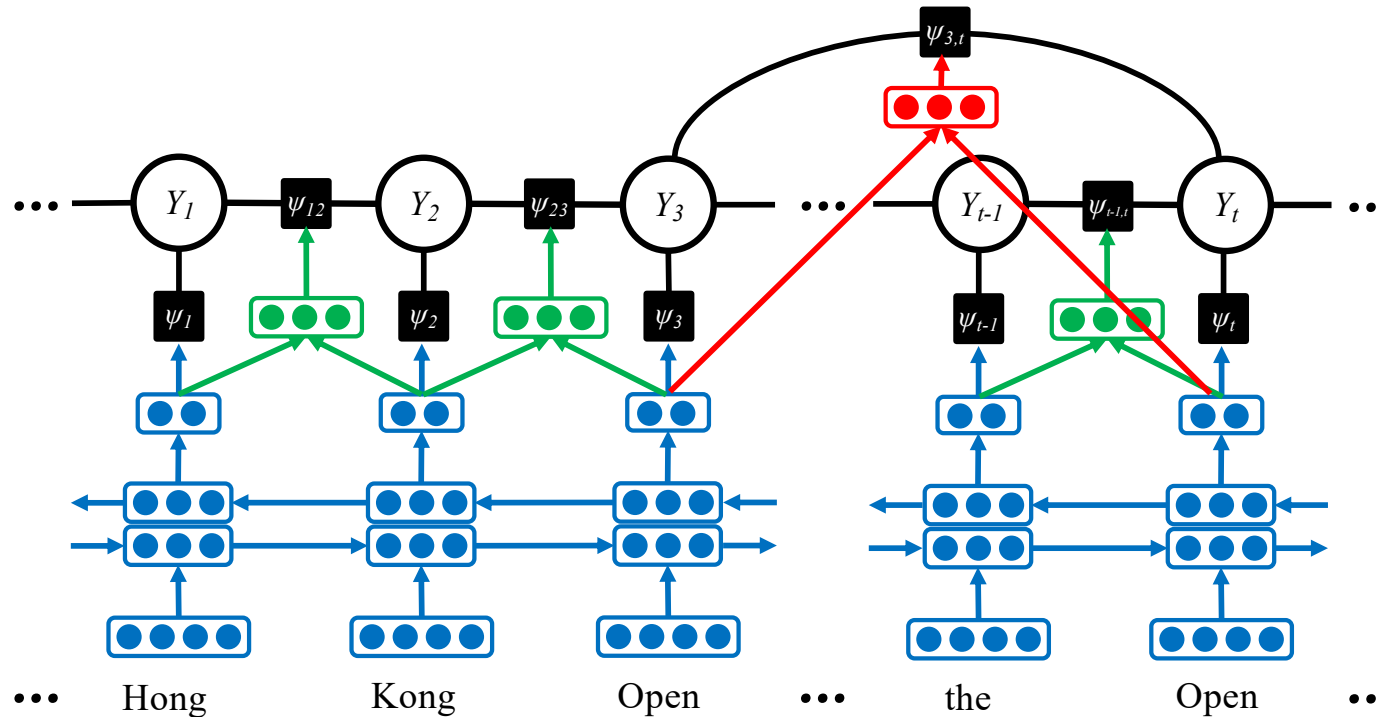 ψ3,t
... Y1 ψ12 Y2 ψ23 Y3 ... Yt-1 ψt-1,t Yt ..
ψ1 ψ2 ψ3 ψt-1 ψt
... Hong Kong Open ... the Open ..